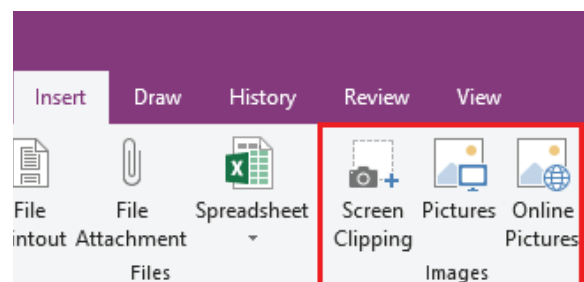 Insert Draw History Review View
File File Spreadsheet Screen Pictures Online
intout Attachment Clipping Pictures
Files Images